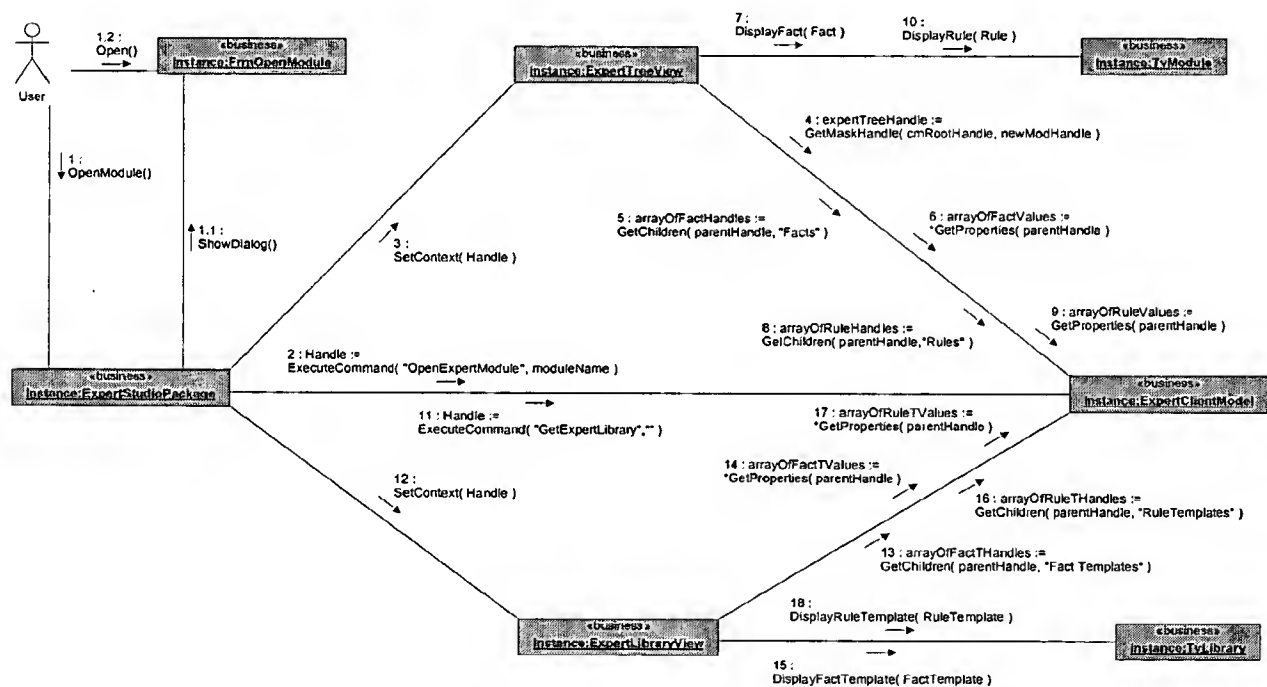 1.2 :
Open()
User
«business»
Instance:FrmOpenModule
1 :
OpenModule()
1.1 :
ShowDialog()
«business»
Instance:ExpertTreeView
7 :
DisplayFact( Fact )
10 :
DisplayRule( Rule )
«business»
Instance:TvModule
4 : expertTreeHandle :=
GetMaskHandle( cmRootHandle, newModHandle )
5 : arrayOfFactHandles :=
GetChildren( parentHandle, "Facts" )
6 : arrayOfFactValues :=
*GetProperties( parentHandle )
3 :
SetContext( Handle )
8 : arrayOfRuleHandles :=
GetChildren( parentHandle,"Rules" )
9 : arrayOfRuleValues :=
GetProperties( parentHandle )
2 : Handle :=
ExecuteCommand( "OpenExpertModule", moduleName )
«business»
Instance:ExpertStudioPackage
«business»
Instance:ExpertClientModel
11 : Handle :=
ExecuteCommand( "GetExpertLibrary","" )
17 : arrayOfRuleTValues :=
*GetProperties( parentHandle )
12 :
SetContext( Handle )
14 : arrayOfFactTValues :=
*GetProperties( parentHandle )
16 : arrayOfRuleTHandles :=
GetChildren( parentHandle, "RuleTemplates" )
13 : arrayOfFactTHandles :=
GetChildren( parentHandle, "Fact Templates" )
18 :
DisplayRuleTemplate( RuleTemplate )
«business»
Instance:ExpertLibraryView
«business»
Instance:TvLibrary
15 :
DisplayFactTemplate( FactTemplate )